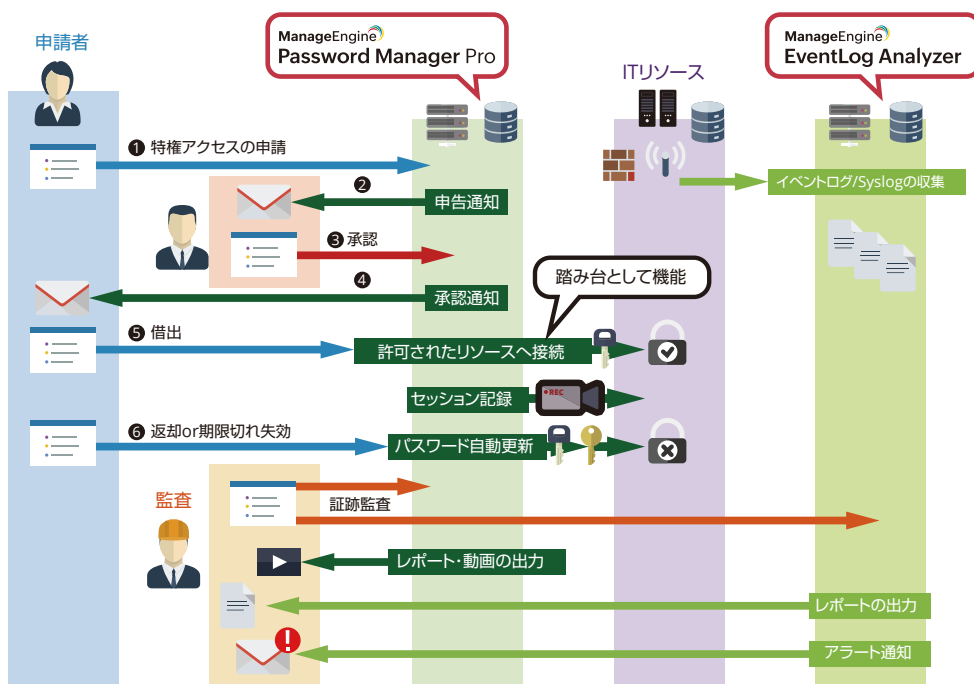 申請者
ManageEngine
Password Manager Pro
ITリソース
ManageEngine
EventLog Analyzer
❶ 特権アクセスの申請
イベントログ/Syslogの収集
❷
申告通知
❸ 承認
❹
承認通知
踏み台として機能
❺ 借出
許可されたリソースへ接続
セッション記録
REC
❻ 返却or期限切れ失効
パスワード自動更新
監査
証跡監査
レポート・動画の出力
レポートの出力
アラート通知